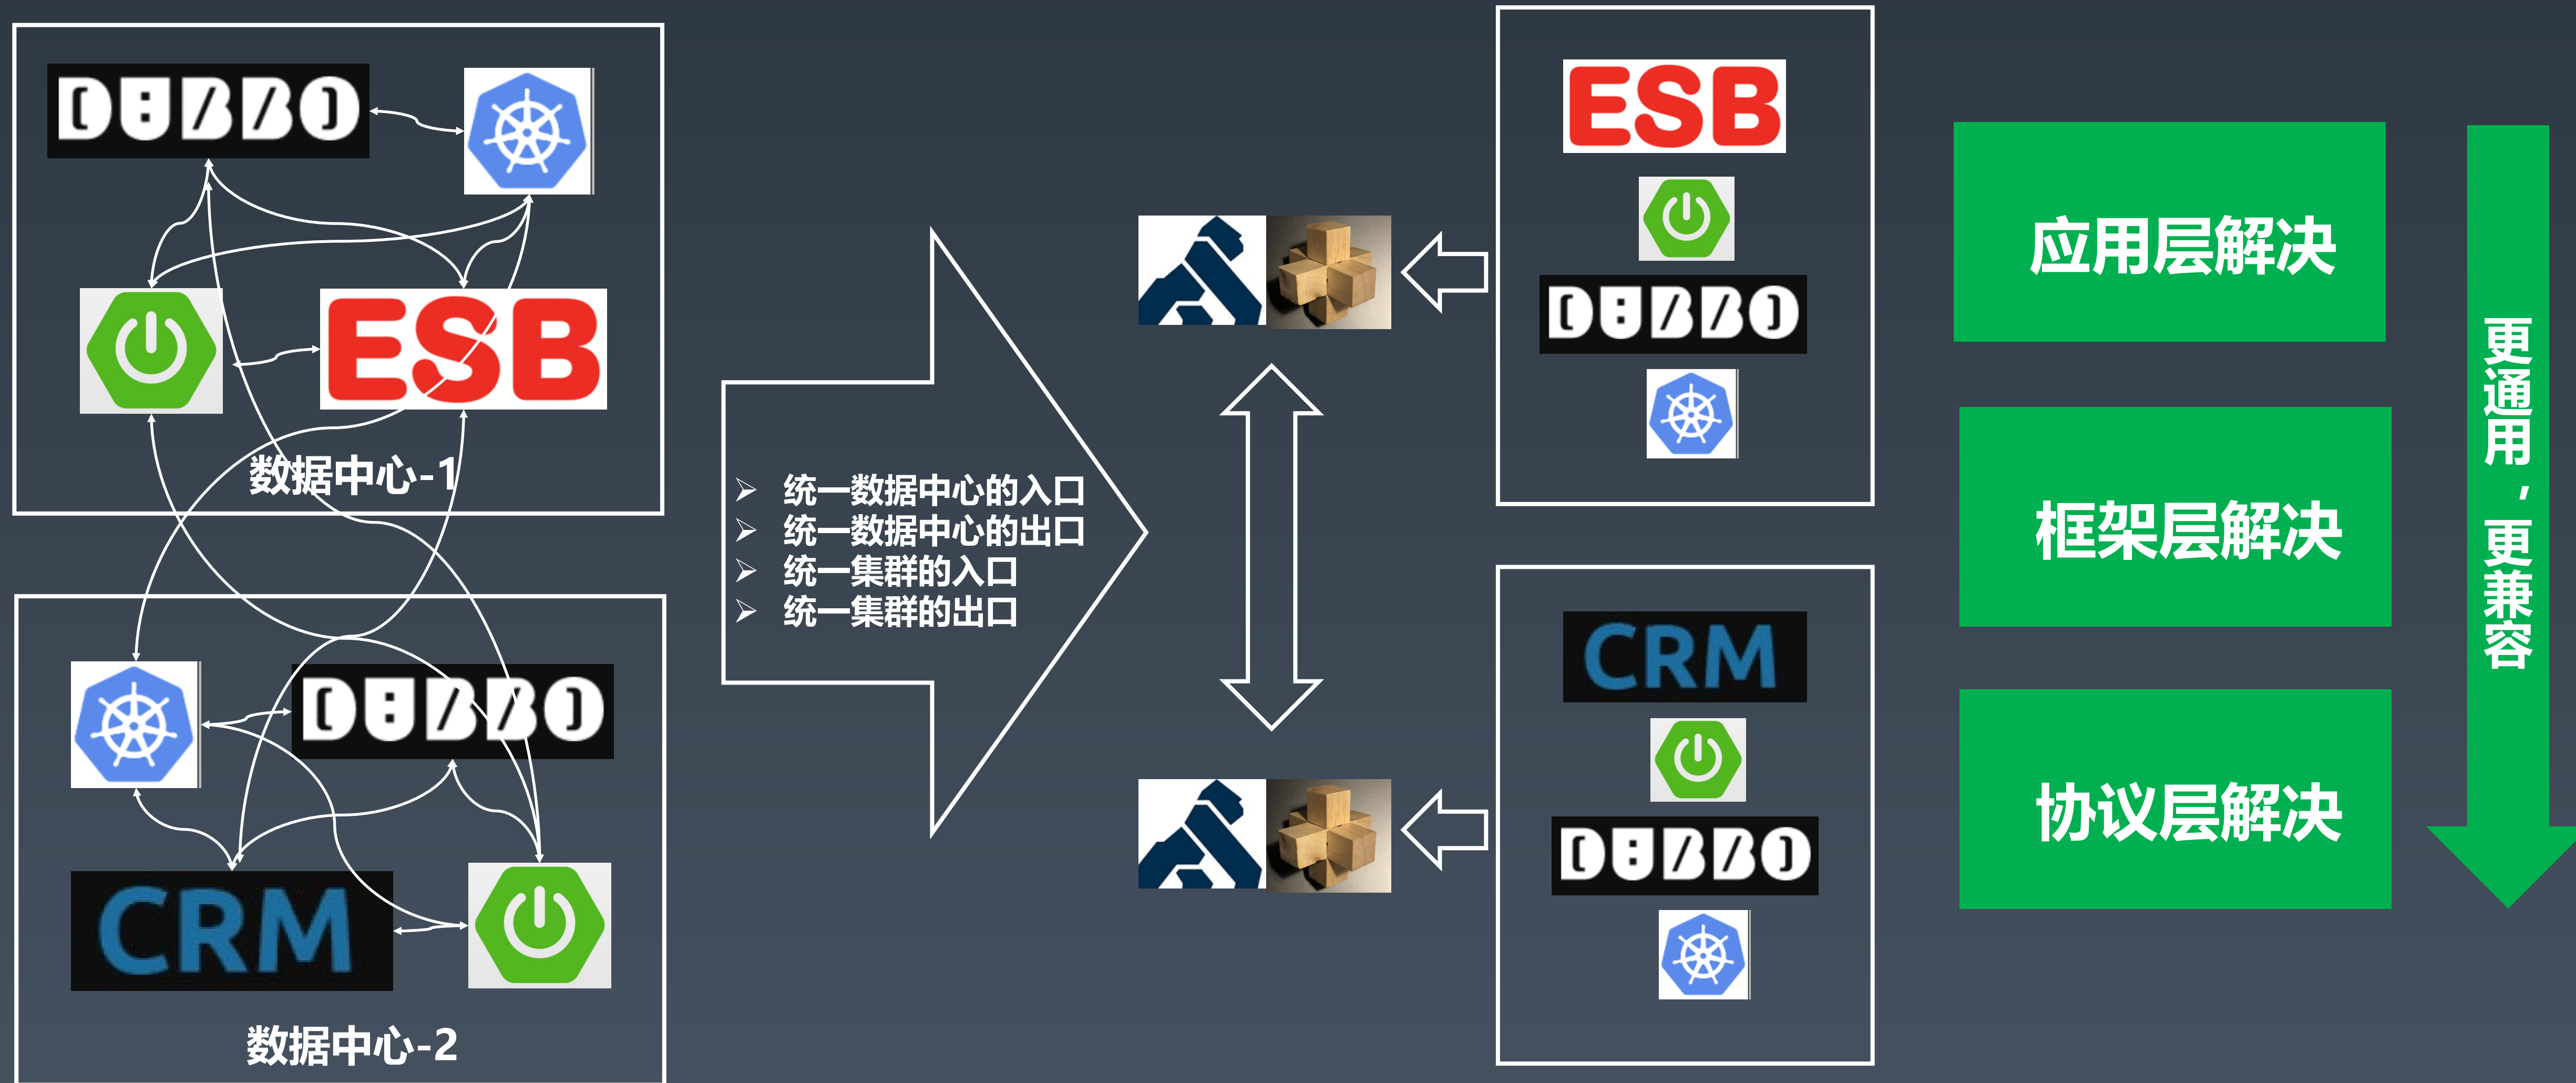 DUBBO
ESB
数据中心-1
DUBBO
CRM
数据中心-2
统一数据中心的入口
统一数据中心的出口
统一集群的入口
统一集群的出口
ESB
DUBBO
CRM
DUBBO
应用层解决
框架层解决
协议层解决
更通用，更兼容